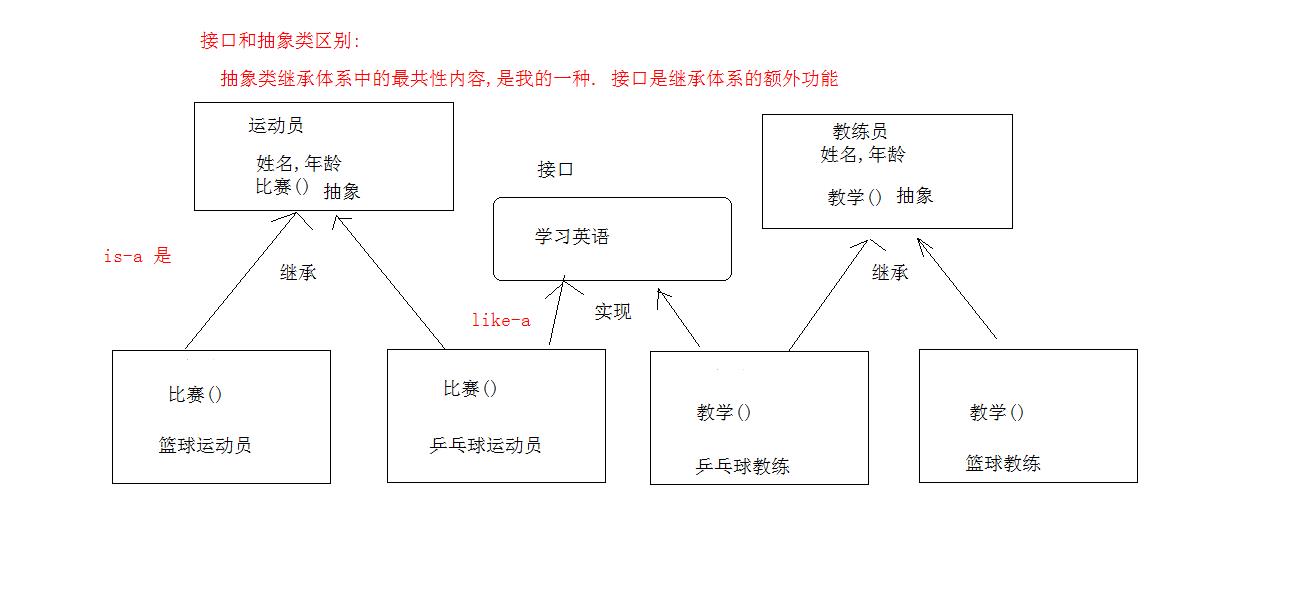 接口和抽象类区别:
抽象类继承体系中的最共性内容,是我的一种. 接口是继承体系的额外功能
运动员
姓名,年龄
比赛() 抽象
接口
学习英语
教练员
姓名,年龄
教学() 抽象
is-a 是
继承
like-a
实现
继承
比赛()
篮球运动员
比赛()
乒乓球运动员
教学()
乒乓球教练
教学()
篮球教练